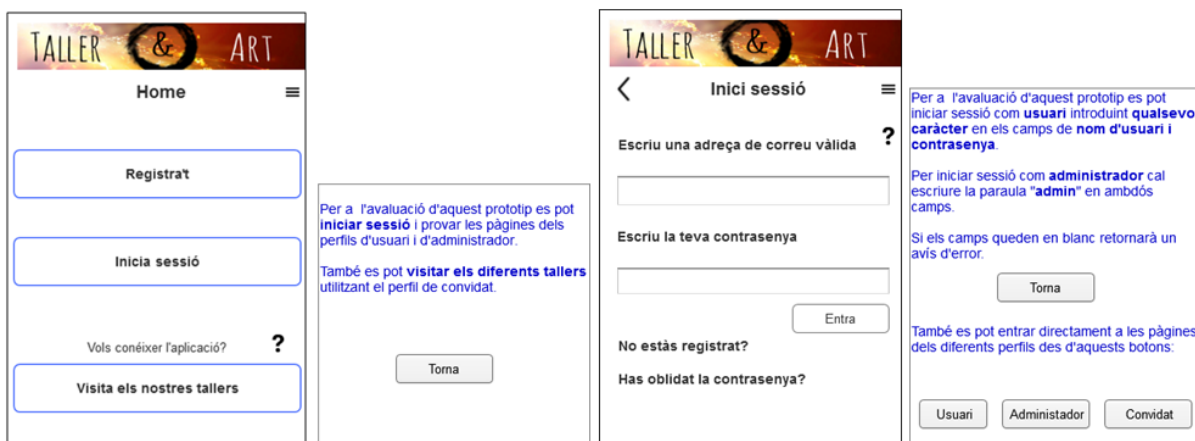 TALLER & ART
Home
Registra't
Inicia sessió
Vols conéixer l'aplicació? ?
Visita els nostres tallers
Per a l'avaluació d'aquest prototip es pot
iniciar sessió i provar les pàgines dels
perfils d'usuari i d'administrador.
També es pot visitar els diferents tallers
utilitzant el perfil de convidat.
Torna
TALLER & ART
Inici sessió
?
Escriu una adreça de correu vàlida
Escriu la teva contrasenya
Entra
No estàs registrat?
Has oblidat la contrasenya?
Per a l'avaluació d'aquest prototip es pot
iniciar sessió com usuari introduint qualsevo
caràcter en els camps de nom d'usuari i
contrasenya.
Per iniciar sessió com administrador cal
escriure la paraula "admin" en ambdós
camps.
Si els camps queden en blanc retornarà un
avís d'error.
Torna
També es pot entrar directament a les pàgines
dels diferents perfils des d'aquests botons:
Usuari Administador Convidat